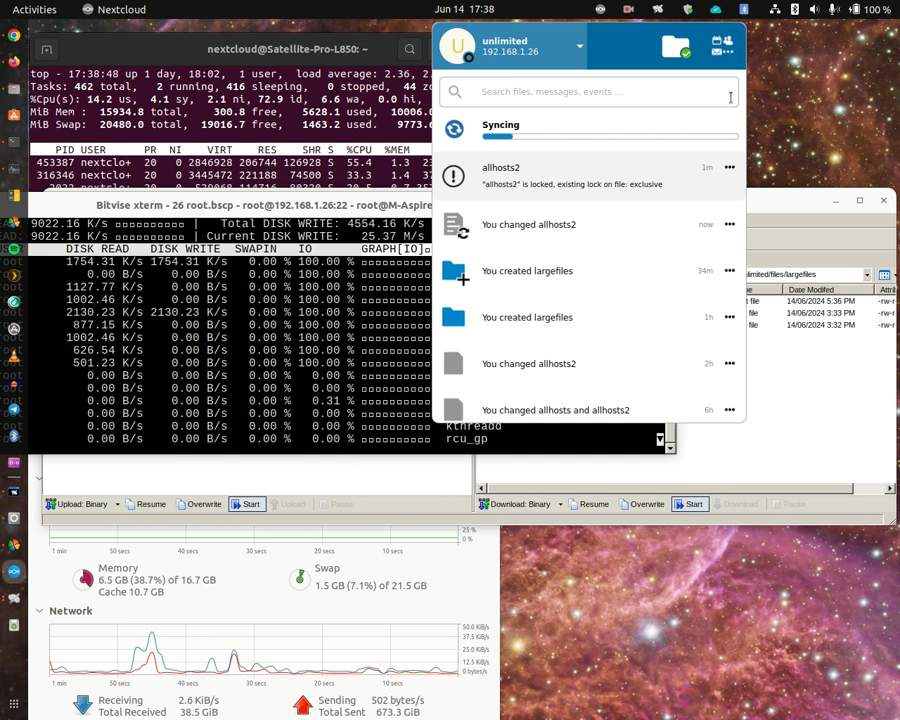 Activities
Nextcloud
Jun 14 17:38
100 %
nextcloud@Satellite-Pro-L850: ~
top - 17:38:48 up 1 day, 18:02, 1 user, load average: 2.36, 2.
Tasks: 462 total, 2 running, 416 sleeping, 0 stopped, 44 zo
%Cpu(s): 14.2 us, 4.1 sy, 2.1 ni, 72.9 id, 6.6 wa, 0.0 hi,
MiB Mem : 15934.8 total, 300.8 free, 5628.1 used, 10006.0
MiB Swap: 20480.0 total, 19016.7 free, 1463.2 used. 9773.6
PID USER PR NI VIRT RES SHR S %CPU %MEM
453387 nextclo+ 20 0 2846928 206744 126928 S 55.4 1.3
316396 nextclo+ 20 0 3445472 221188 74500 S 33.3 1.4
Bitvise xterm - 26 root.bscp - root@192.168.1.26:22 - root@M-Aspire
9022.16 K/s | Total DISK WRITE: 4554.16 K/s
9022.16 K/s | Current DISK WRITE: 25.37 M/s
DISK READ DISK WRITE SWAPIN IO GRAPH[IO]
1754.31 K/s 1754.31 K/s 0.00 % 100.00 %
0.00 B/s 0.00 B/s 0.00 % 100.00 %
1127.77 K/s 0.00 B/s 0.00 % 100.00 %
1002.46 K/s 0.00 B/s 0.00 % 100.00 %
2130.23 K/s 2130.23 K/s 0.00 % 100.00 %
877.15 K/s 0.00 B/s 0.00 % 100.00 %
1002.46 K/s 0.00 B/s 0.00 % 100.00 %
626.54 K/s 0.00 B/s 0.00 % 100.00 %
501.23 K/s 0.00 B/s 0.00 % 100.00 %
0.00 B/s 0.00 B/s 0.00 % 0.00 %
0.00 B/s 0.00 B/s 0.00 % 0.00 %
0.00 B/s 0.00 B/s 0.00 % 0.31 %
0.00 B/s 0.00 B/s 0.00 % 0.00 %
0.00 B/s 0.00 B/s 0.00 % 0.00 %
0.00 B/s 0.00 B/s 0.00 % 0.00 %
kthreadd
rcu_gp
U
unlimited
192.168.1.26
Search files, messages, events ...
Syncing
allhosts2
1m
"allhosts2" is locked, existing lock on file: exclusive
You changed allhosts2
now
You created largefiles
34m
You created largefiles
1h
You changed allhosts2
2h
You changed allhosts and allhosts2
6h
nlimited/files/largefiles
Date Modifed
Attri
file
14/06/2024 5:36 PM
-rw-r
file
14/06/2024 3:33 PM
-rw-r
file
14/06/2024 3:32 PM
-rw-r
Upload: Binary
Resume
Overwrite
Start
Upload
Pause
Download: Binary
Resume
Overwrite
Start
Download
Pause
25 %
0 %
1 min
50 secs
40 secs
30 secs
20 secs
10 secs
Memory
6.5 GB (38.7%) of 16.7 GB
Cache 10.7 GB
Swap
1.5 GB (7.1%) of 21.5 GB
Network
50.0 KiB/s
37.5 KiB/s
25.0 KiB/s
12.5 KiB/s
0 bytes/s
1 min
50 secs
40 secs
30 secs
20 secs
10 secs
Receiving
2.6 KiB/s
Total Received
38.5 GiB
Sending
502 bytes/s
Total Sent
673.3 GiB